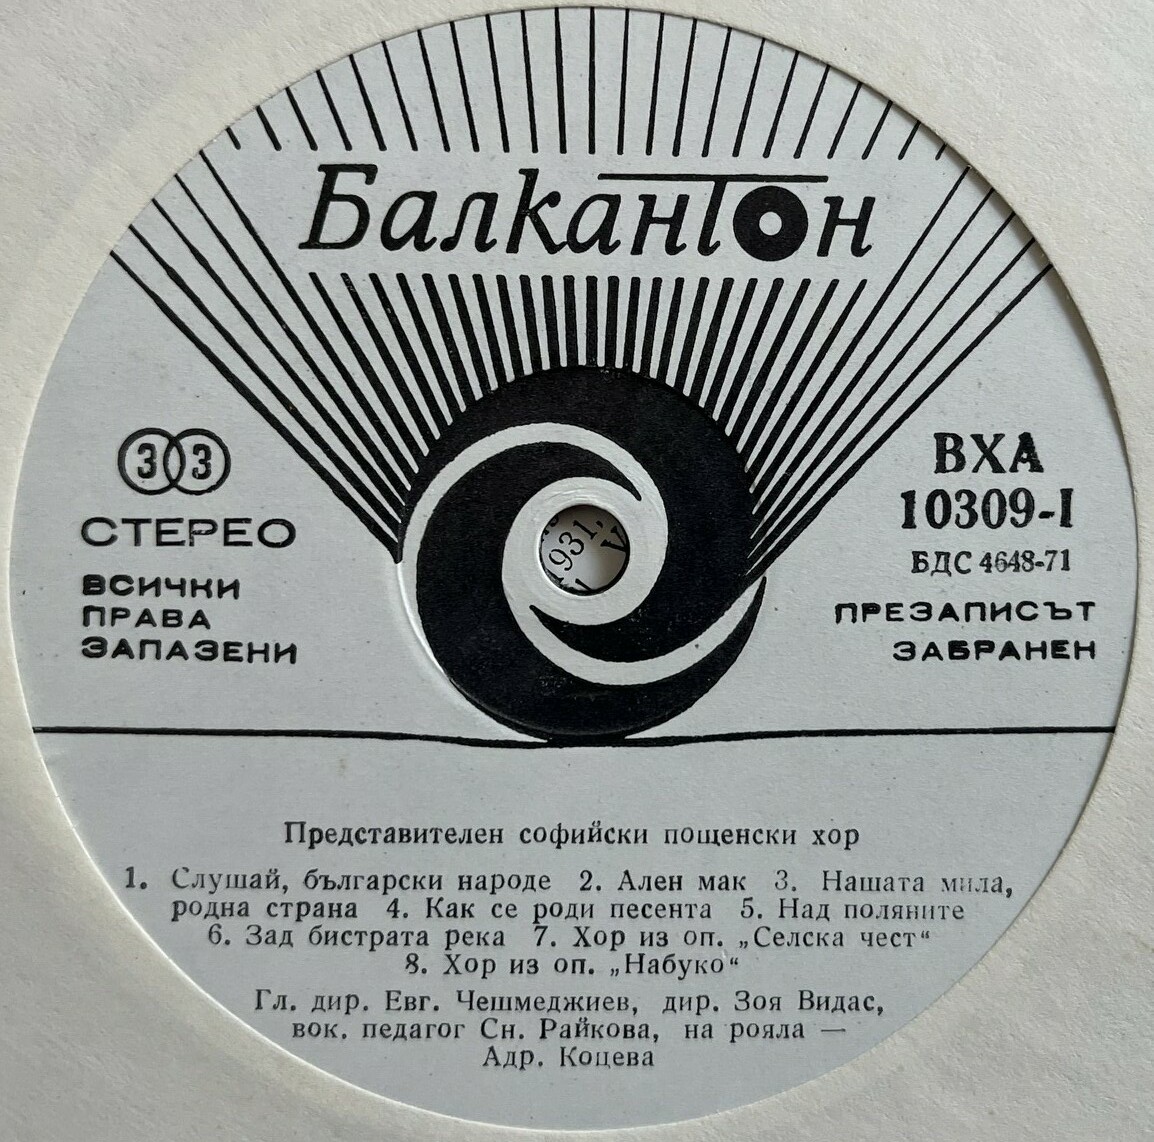 Балкантон
33
СТЕРЕО
ВСИЧКИ
ПРАВА
ЗАПАЗЕНИ
ВХА
10309-I
БДС 4648-71
ПРЕЗАПИСЪТ
ЗАБРАНЕН
931.
Представителен софийски пощенски хор
1. Слушай, български народе 2. Ален мак 3. Нашата мила,
родна страна 4. Как се роди песента 5. Над поляните
6. Зад бистрата река 7. Хор из оп. „Селска чест“
8. Хор из оп. „Набуко“
Гл. дир. Евг. Чешмеджиев, дир. Зоя Видас,
вок. педагог Сн. Райкова, на рояла —
Адр. Коцева